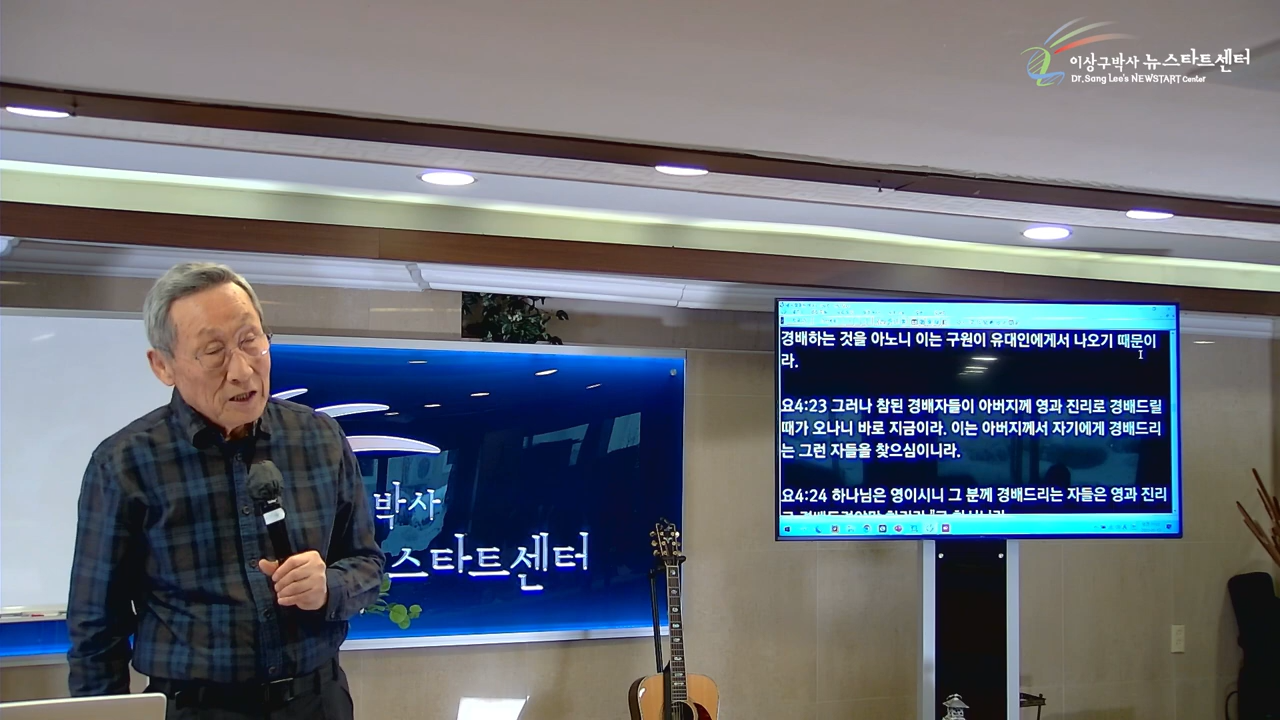 이상구박사 뉴스타트센터
Dr. Sang Lee's NEWSTART Center
경배하는 것을 아노니 이는 구원이 유대인에게서 나오기 때문이
라.
요4:23 그러나 참된 경배자들이 아버지께 영과 진리로 경배드릴
때가 오나니 바로 지금이라. 이는 아버지께서 자기에게 경배드리
는 그런 자들을 찾으심이니라.
요4:24 하나님은 영이시니 그 분께 경배드리는 자들은 영과 진리
박사
스타트센터